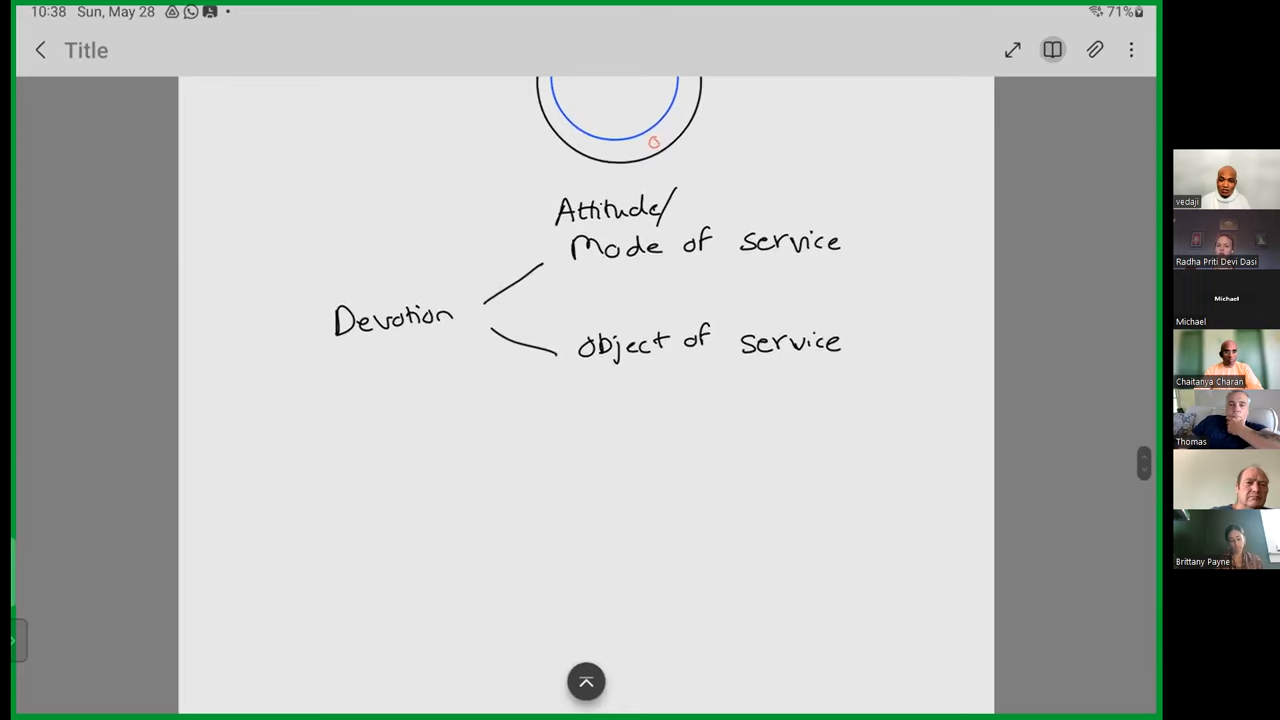 10:38 Sun, May 28
71%
Title
Attitude/
Mode of service
Devotion
Object of service
vedaji
Radha Priti Devi Dasi
Michael
Michael
Chaitanya Charan
Thomas
Brittany Payne